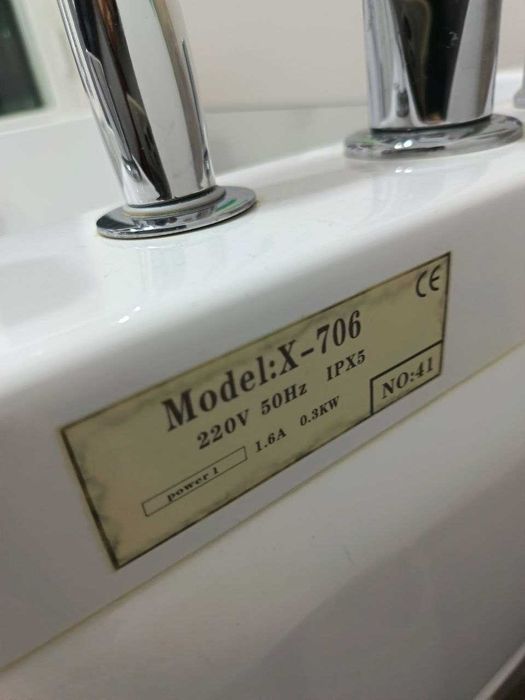 CE
Model:X-706
220V 50Hz IPX5
1.6A 0.3KW
power 1
NO:41